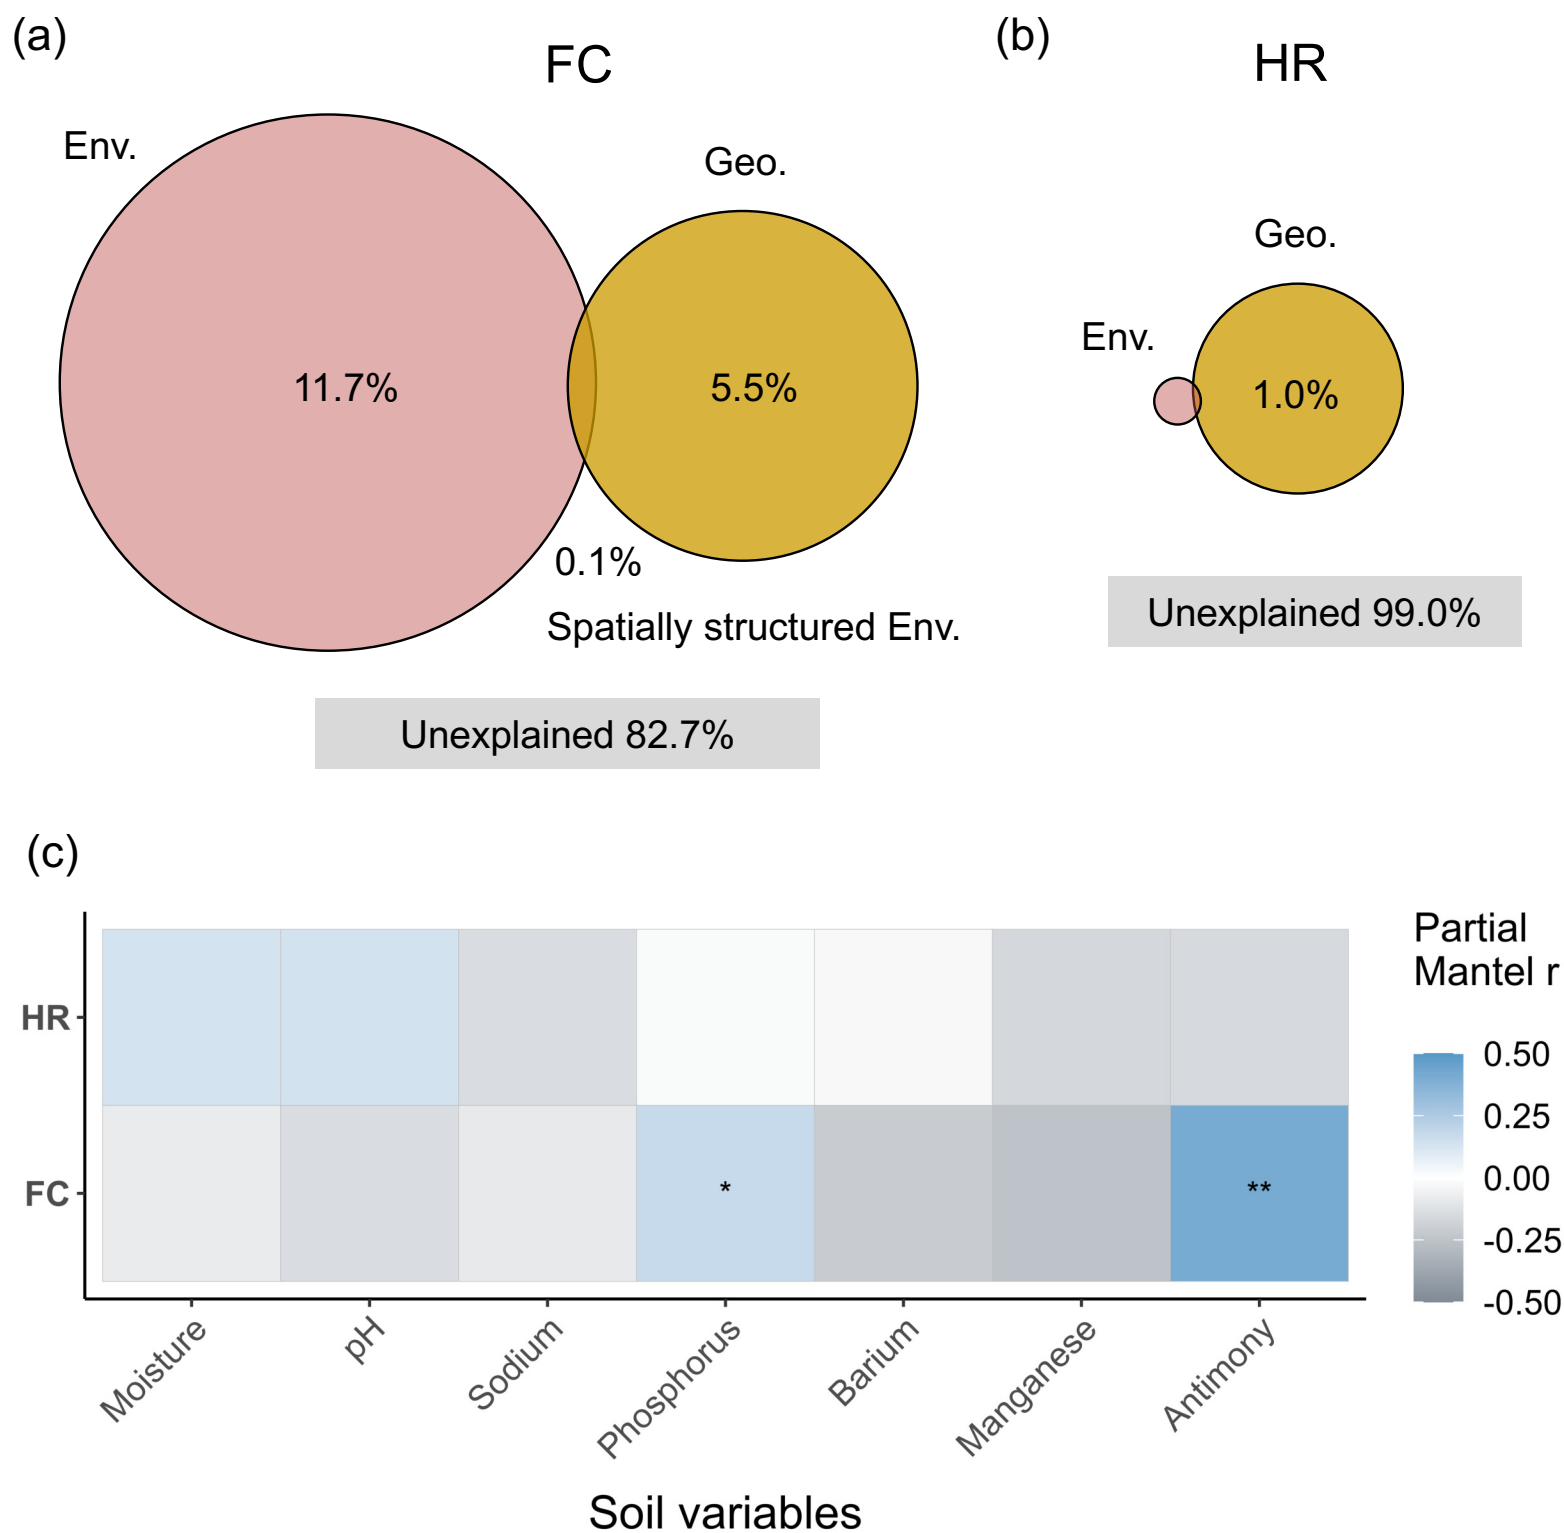 (a)
FC
Env.
Geo.
11.7%
5.5%
0.1%
Spatially structured Env.
Unexplained 82.7%
(b)
HR
Geo.
Env.
1.0%
Unexplained 99.0%
(c)
HR
FC
*
**
Moisture
pH
Sodium
Phosphorus
Barium
Manganese
Antimony
Soil variables
Partial
Mantel r
0.50
0.25
0.00
-0.25
-0.50